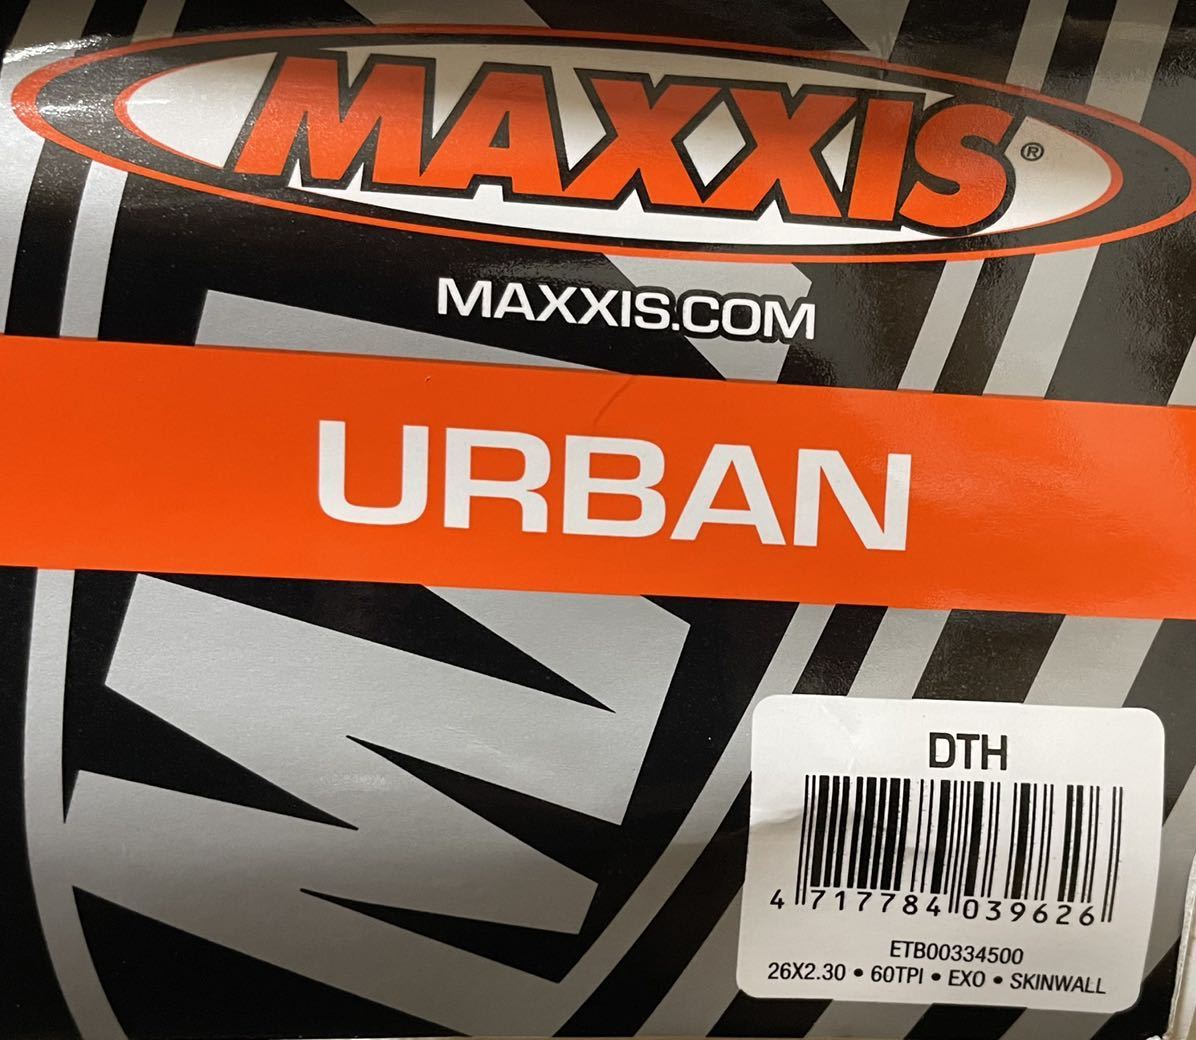 MAXXIS®
MAXXIS.COM
URBAN
DTH
4 717784 039626
ETB00334500
26X2.30 • 60TPI • EXO • SKINWALL